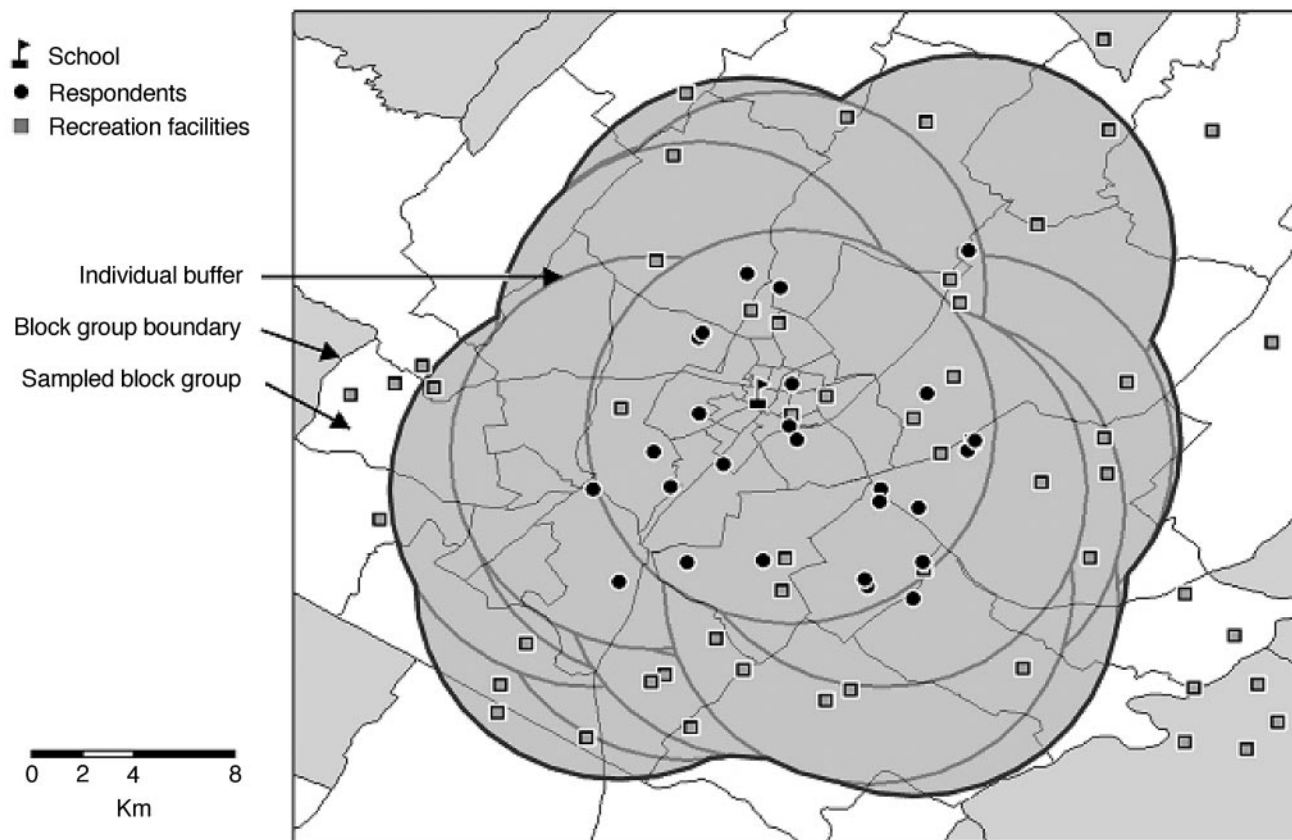 School
Respondents
Recreation facilities
Individual buffer
Block group boundary
Sampled block group
0 2 4 8
Km